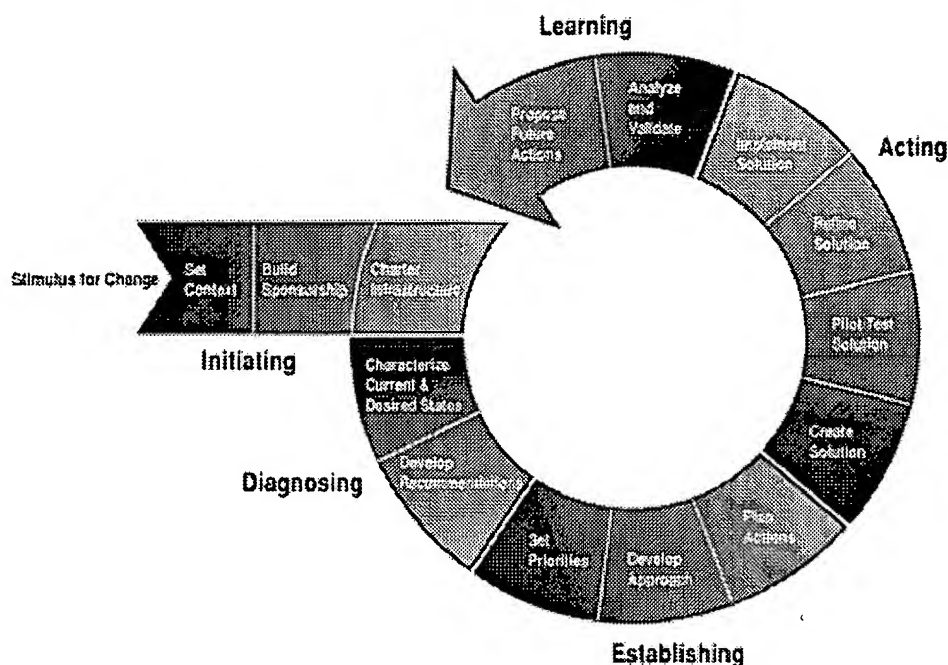 Learning
Analyze
and
Validate
Propose
Future
Actions
Implement
Solution
Acting
Refine
Solution
Stimulus for Change
Set
Context
Build
Sponsorship
Charter
Infrastructure
Pilot Test
Solution
Initiating
Characterize
Current &
Desired States
Create
Solution
Diagnosing
Develop
Recommendations
Plan
Actions
Set
Priorities
Develop
Approach
Establishing